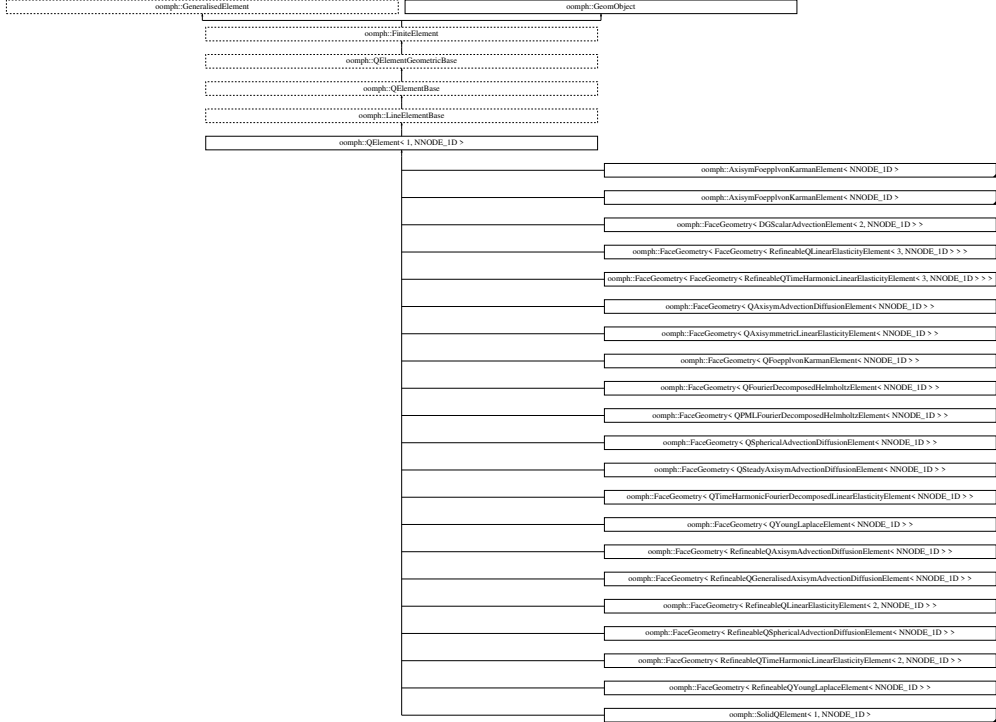 oomph::GeneralisedElement
oomph::GeomObject
oomph::FiniteElement
oomph::QElementGeometricBase
oomph::QElementBase
oomph::LineElementBase
oomph::QElement< 1, NNODE_1D >
oomph::AxisymFoepplvonKarmanElement< NNODE_1D >
oomph::AxisymFoepplvonKarmanElement< NNODE_1D >
oomph::FaceGeometry< DGScalarAdvectionElement< 2, NNODE_1D > >
oomph::FaceGeometry< FaceGeometry< RefineableQLinearElasticityElement< 3, NNODE_1D > > >
oomph::FaceGeometry< FaceGeometry< RefineableQTimeHarmonicLinearElasticityElement< 3, NNODE_1D > > >
oomph::FaceGeometry< QAxisymAdvectionDiffusionElement< NNODE_1D > >
oomph::FaceGeometry< QAxisymmetricLinearElasticityElement< NNODE_1D > >
oomph::FaceGeometry< QFoepplvonKarmanElement< NNODE_1D > >
oomph::FaceGeometry< QFourierDecomposedHelmholtzElement< NNODE_1D > >
oomph::FaceGeometry< QPMLFourierDecomposedHelmholtzElement< NNODE_1D > >
oomph::FaceGeometry< QSphericalAdvectionDiffusionElement< NNODE_1D > >
oomph::FaceGeometry< QSteadyAxisymAdvectionDiffusionElement< NNODE_1D > >
oomph::FaceGeometry< QTimeHarmonicFourierDecomposedLinearElasticityElement< NNODE_1D > >
oomph::FaceGeometry< QYoungLaplaceElement< NNODE_1D > >
oomph::FaceGeometry< RefineableQAxisymAdvectionDiffusionElement< NNODE_1D > >
oomph::FaceGeometry< RefineableQGeneralisedAxisymAdvectionDiffusionElement< NNODE_1D > >
oomph::FaceGeometry< RefineableQLinearElasticityElement< 2, NNODE_1D > >
oomph::FaceGeometry< RefineableQSphericalAdvectionDiffusionElement< NNODE_1D > >
oomph::FaceGeometry< RefineableQTimeHarmonicLinearElasticityElement< 2, NNODE_1D > >
oomph::FaceGeometry< RefineableQYoungLaplaceElement< NNODE_1D > >
oomph::SolidQElement< 1, NNODE_1D >